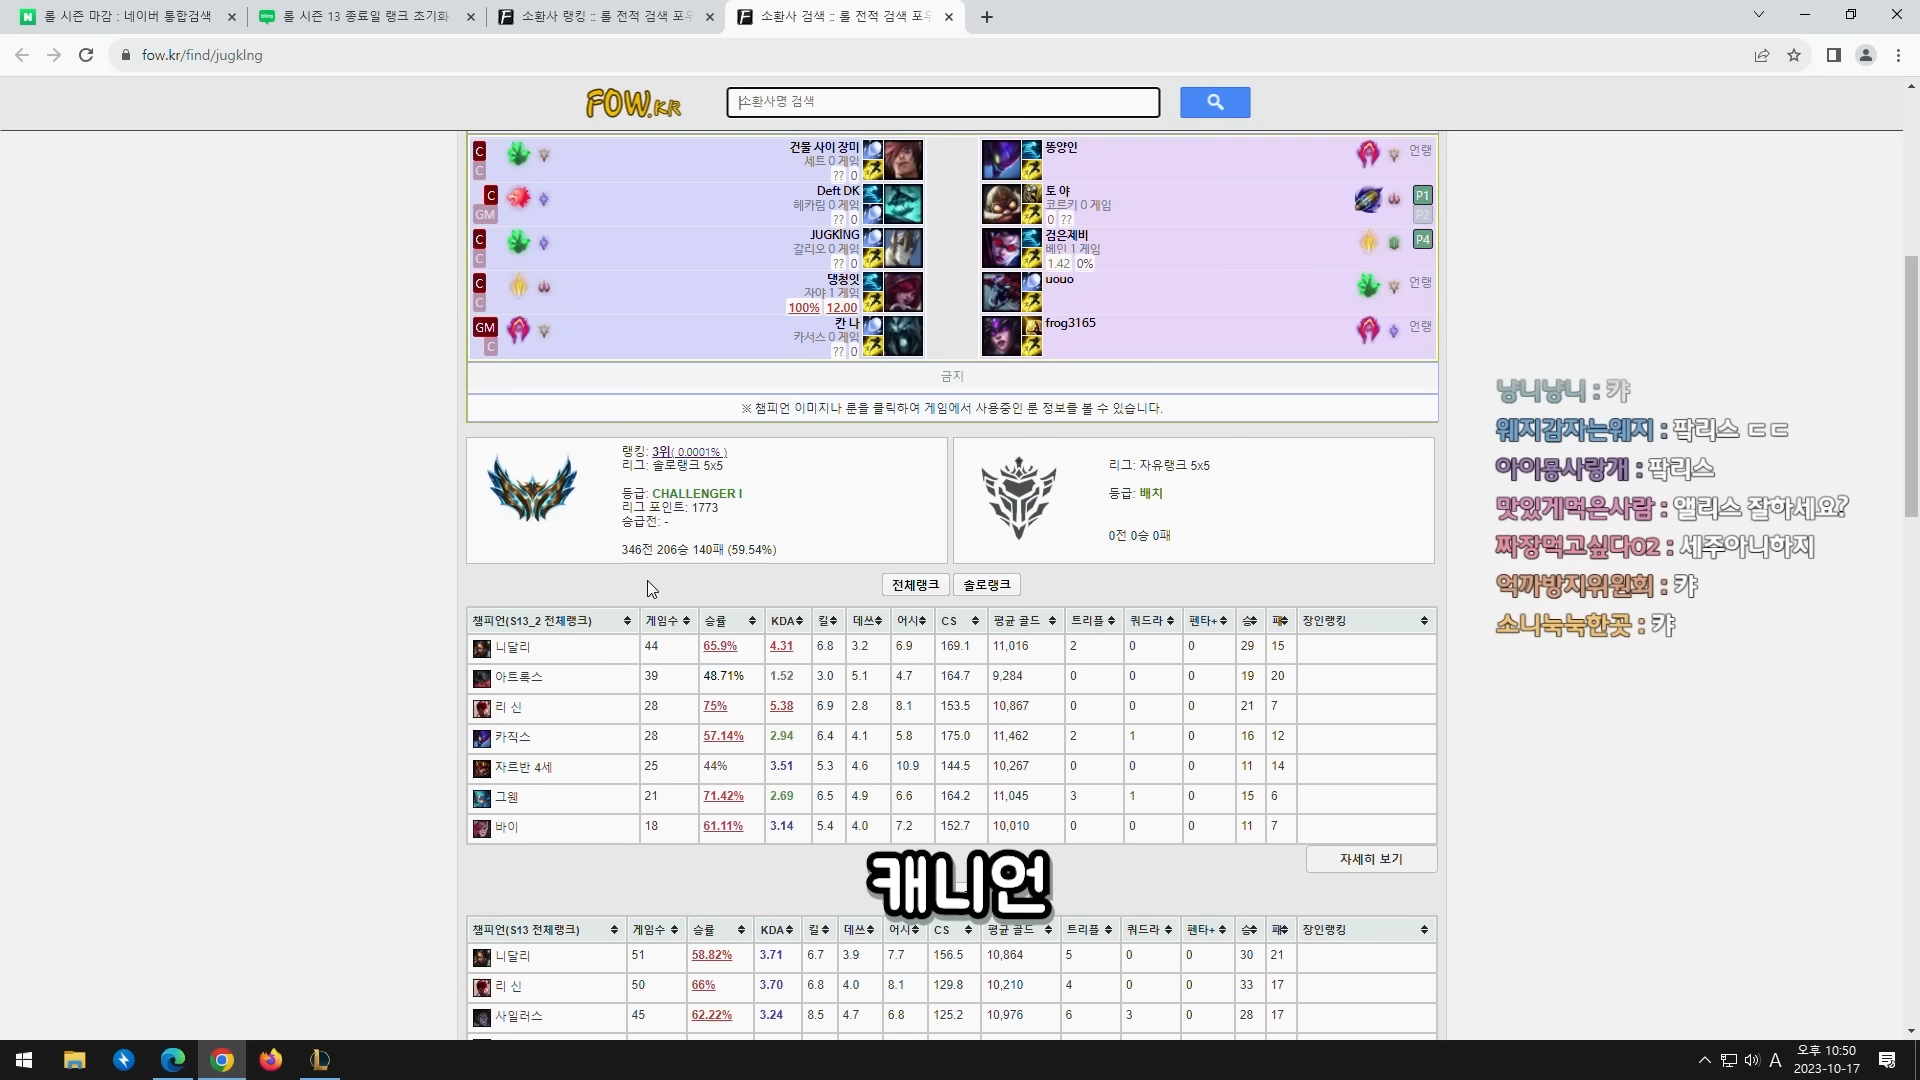 롤 시즌 마감 : 네이버 통합검색
롤 시즌 13 종료일 랭크 초기화
소환사 랭킹 :: 롤 전적 검색 포우
소환사 검색 :: 롤 전적 검색 포우
fow.kr/find/jugklng
FOW.KR
소환사명 검색
C
C
건물 사이 장미
세트 0 게임
?? 0
똥양인
언랭
C
GM
Deft DK
헤카림 0 게임
?? 0
토 야
코르키 0 게임
0 ??
P1
P2
C
C
JUGKlNG
갈리오 0 게임
?? 0
검은제비
베인 1 게임
1.42 0%
P4
C
C
댕청잇
자야 1 게임
100% 12.00
uouo
언랭
GM
C
칸 나
카서스 0 게임
?? 0
frog3165
언랭
금지
※ 챔피언 이미지나 룬을 클릭하여 게임에서 사용중인 룬 정보를 볼 수 있습니다.
랭킹: 3위( 0.0001% )
리그: 솔로랭크 5x5
등급: CHALLENGER I
리그 포인트: 1773
승급전: -
346전 206승 140패 (59.54%)
리그: 자유랭크 5x5
등급: 배치
0전 0승 0패
전체랭크 솔로랭크
챔피언(S13_2 전체랭크) 게임수 승률 KDA 킬 데쓰 어시 CS 평균 골드 트리플 쿼드라 펜타+ 승 패 장인랭킹
니달리 44 65.9% 4.31 6.8 3.2 6.9 169.1 11,016 2 0 0 29 15
아트록스 39 48.71% 1.52 3.0 5.1 4.7 164.7 9,284 0 0 0 19 20
리 신 28 75% 5.38 6.9 2.8 8.1 153.5 10,867 0 0 0 21 7
카직스 28 57.14% 2.94 6.4 4.1 5.8 175.0 11,462 2 1 0 16 12
자르반 4세 25 44% 3.51 5.3 4.6 10.9 144.5 10,267 0 0 0 11 14
그웬 21 71.42% 2.69 6.5 4.9 6.6 164.2 11,045 3 1 0 15 6
바이 18 61.11% 3.14 5.4 4.0 7.2 152.7 10,010 0 0 0 11 7
자세히 보기
캐니언
챔피언(S13 전체랭크) 게임수 승률 KDA 킬 데쓰 어시 CS 평균 골드 트리플 쿼드라 펜타+ 승 패 장인랭킹
니달리 51 58.82% 3.71 6.7 3.9 7.7 156.5 10,864 5 0 0 30 21
리 신 50 66% 3.70 6.8 4.0 8.1 129.8 10,210 4 0 0 33 17
사일러스 45 62.22% 3.24 8.5 4.7 6.8 125.2 10,976 6 3 0 28 17
냥니냥니 : 캬
웨지감자는웨지 : 팍리스 ㄷㄷ
아이묭사랑개 : 팍리스
맛있게먹은사람 : 앨리스 잘하세요?
짜장먹고싶다02 : 세주아니하지
억까방지위원회 : 캬
소니눅눅한곳 : 캬
A
오후 10:50
2023-10-17